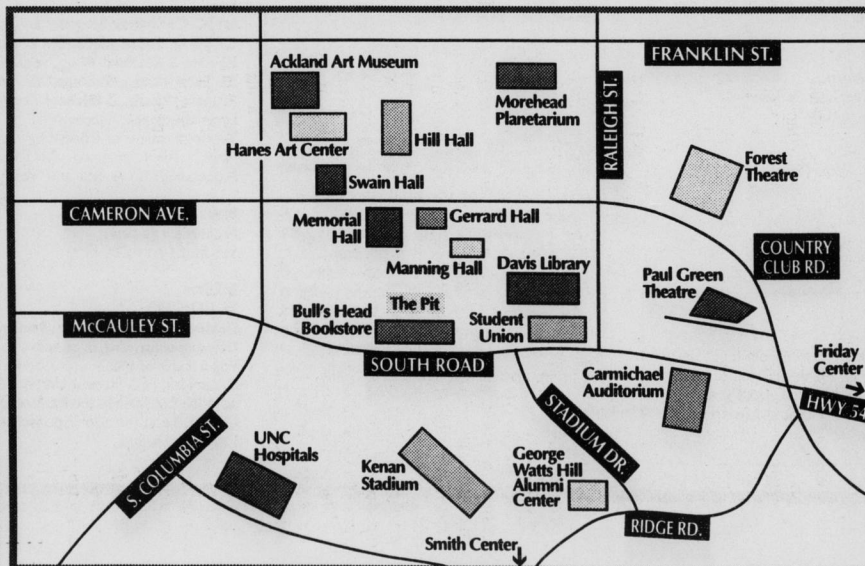 FRANKLIN ST.
Ackland Art Museum
Morehead
Planetarium
RALEIGH ST.
Hanes Art Center
Hill Hall
Forest
Theatre
Swain Hall
CAMERON AVE.
Memorial
Hall
Gerrard Hall
Manning Hall
Davis Library
COUNTRY
CLUB RD.
Paul Green
Theatre
The Pit
McCAULEY ST.
Bull's Head
Bookstore
Student
Union
SOUTH ROAD
Carmichael
Auditorium
Friday
Center
HWY 54
STADIUM DR.
S. COLUMBIA ST.
UNC
Hospitals
Kenan
Stadium
George
Watts Hill
Alumni
Center
RIDGE RD.
Smith Center